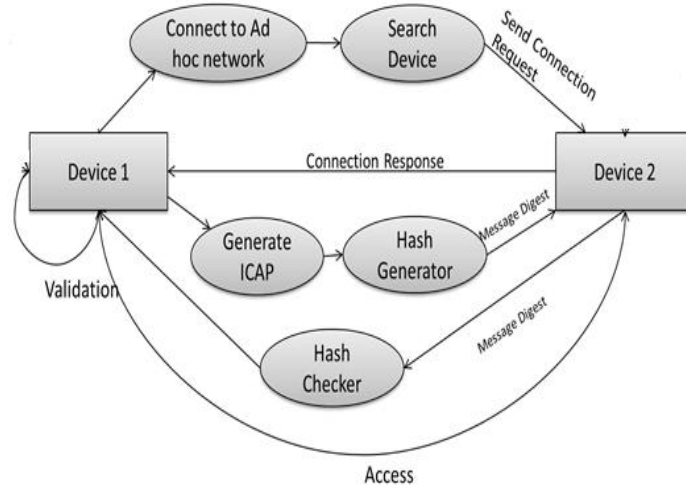 Connect to Ad
hoc network
Search
Device
Send Connection
Request
Device 1
Connection Response
Device 2
Generate
ICAP
Hash
Generator
Message Digest
Validation
Message Digest
Hash
Checker
Access